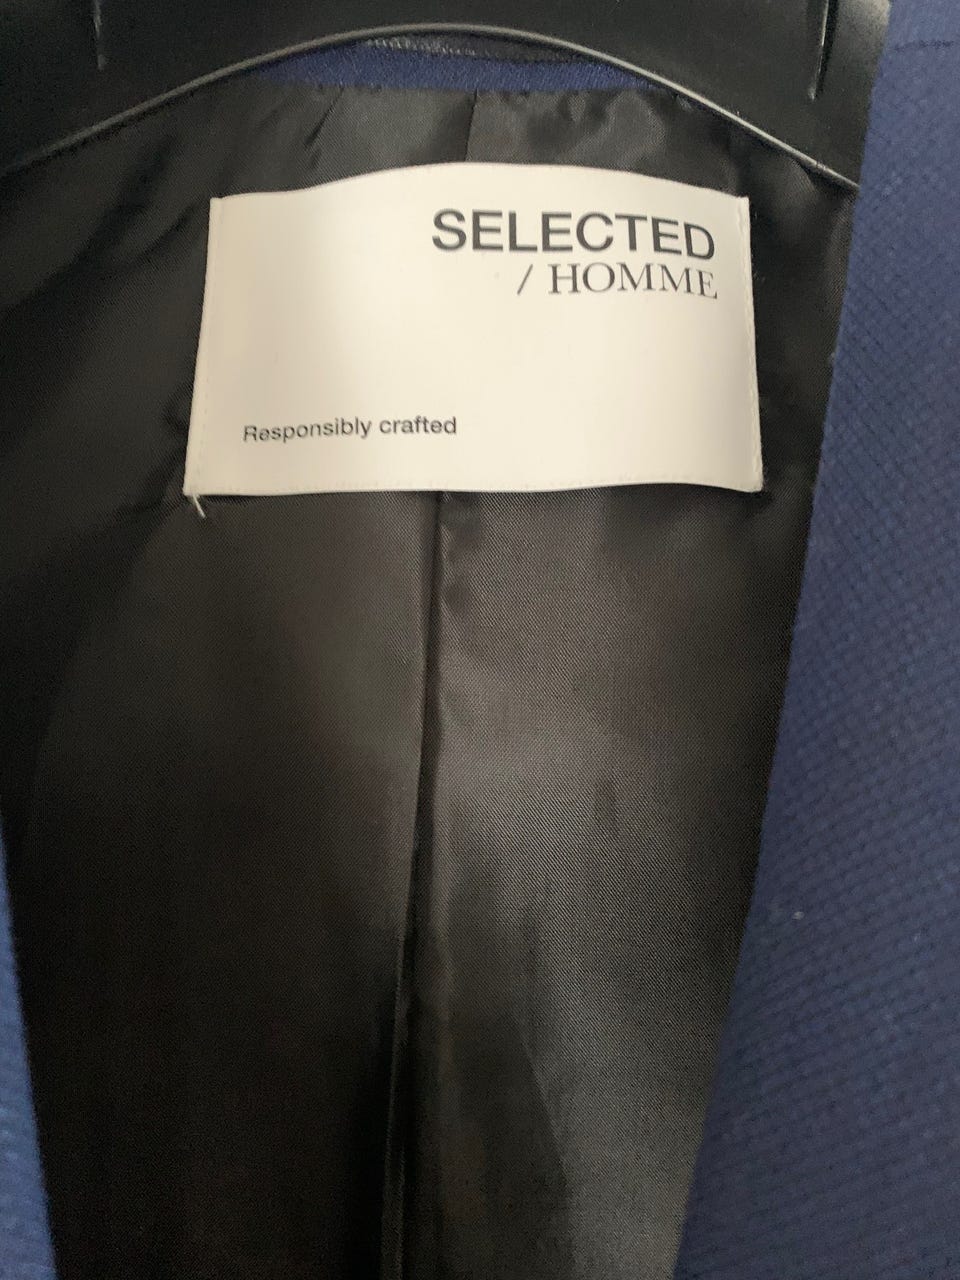 SELECTED
/ HOMME
Responsibly crafted